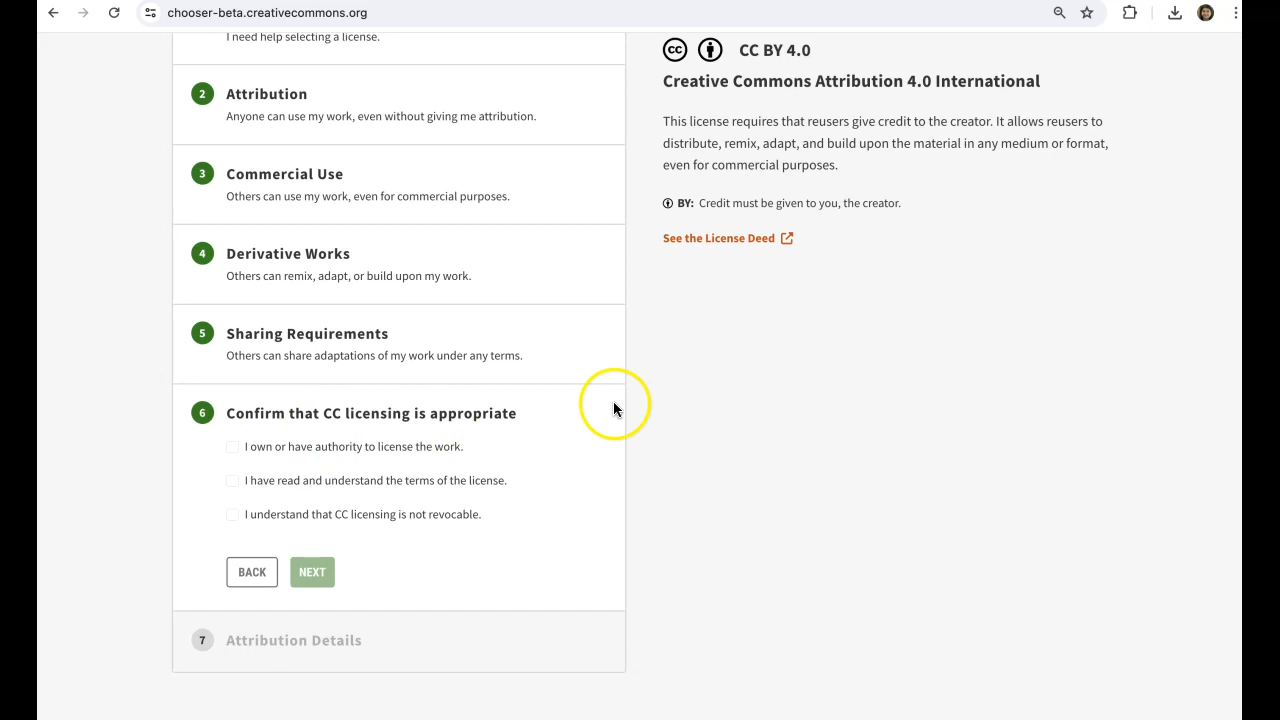 chooser-beta.creativecommons.org
I need help selecting a license.
2 Attribution
Anyone can use my work, even without giving me attribution.
3 Commercial Use
Others can use my work, even for commercial purposes.
4 Derivative Works
Others can remix, adapt, or build upon my work.
5 Sharing Requirements
Others can share adaptations of my work under any terms.
6 Confirm that CC licensing is appropriate
I own or have authority to license the work.
I have read and understand the terms of the license.
I understand that CC licensing is not revocable.
BACK NEXT
7 Attribution Details
cc CC BY 4.0
Creative Commons Attribution 4.0 International
This license requires that reusers give credit to the creator. It allows reusers to
distribute, remix, adapt, and build upon the material in any medium or format,
even for commercial purposes.
BY: Credit must be given to you, the creator.
See the License Deed